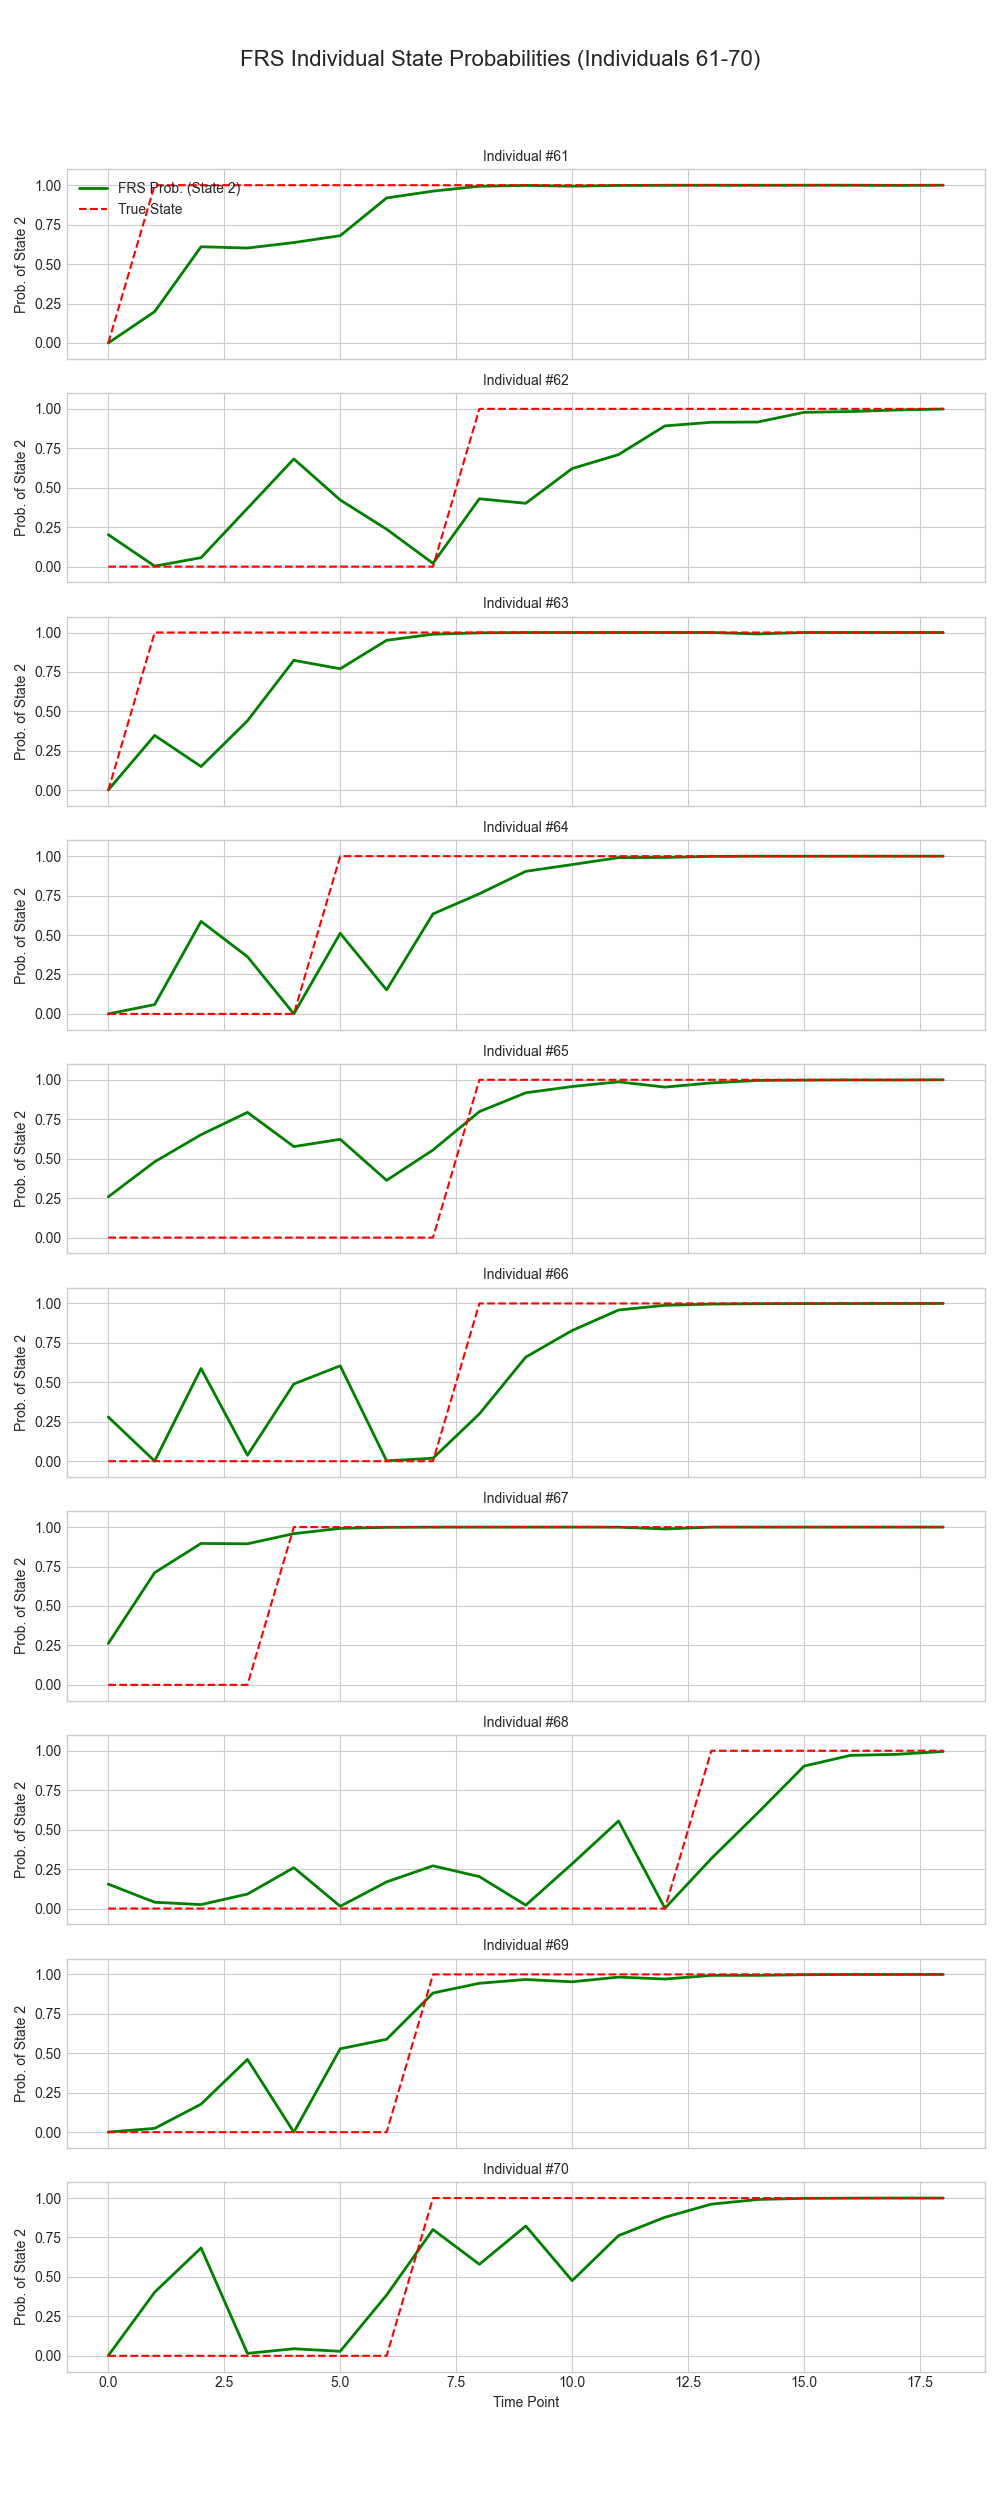 FRS Individual State Probabilities (Individuals 61-70)
Individual #61
FRS Prob. (State 2)
True State
Prob. of State 2
1.00
0.75
0.50
0.25
0.00
Individual #62
Prob. of State 2
1.00
0.75
0.50
0.25
0.00
Individual #63
Prob. of State 2
1.00
0.75
0.50
0.25
0.00
Individual #64
Prob. of State 2
1.00
0.75
0.50
0.25
0.00
Individual #65
Prob. of State 2
1.00
0.75
0.50
0.25
0.00
Individual #66
Prob. of State 2
1.00
0.75
0.50
0.25
0.00
Individual #67
Prob. of State 2
1.00
0.75
0.50
0.25
0.00
Individual #68
Prob. of State 2
1.00
0.75
0.50
0.25
0.00
Individual #69
Prob. of State 2
1.00
0.75
0.50
0.25
0.00
Individual #70
Prob. of State 2
1.00
0.75
0.50
0.25
0.00
0.0 2.5 5.0 7.5 10.0 12.5 15.0 17.5
Time Point